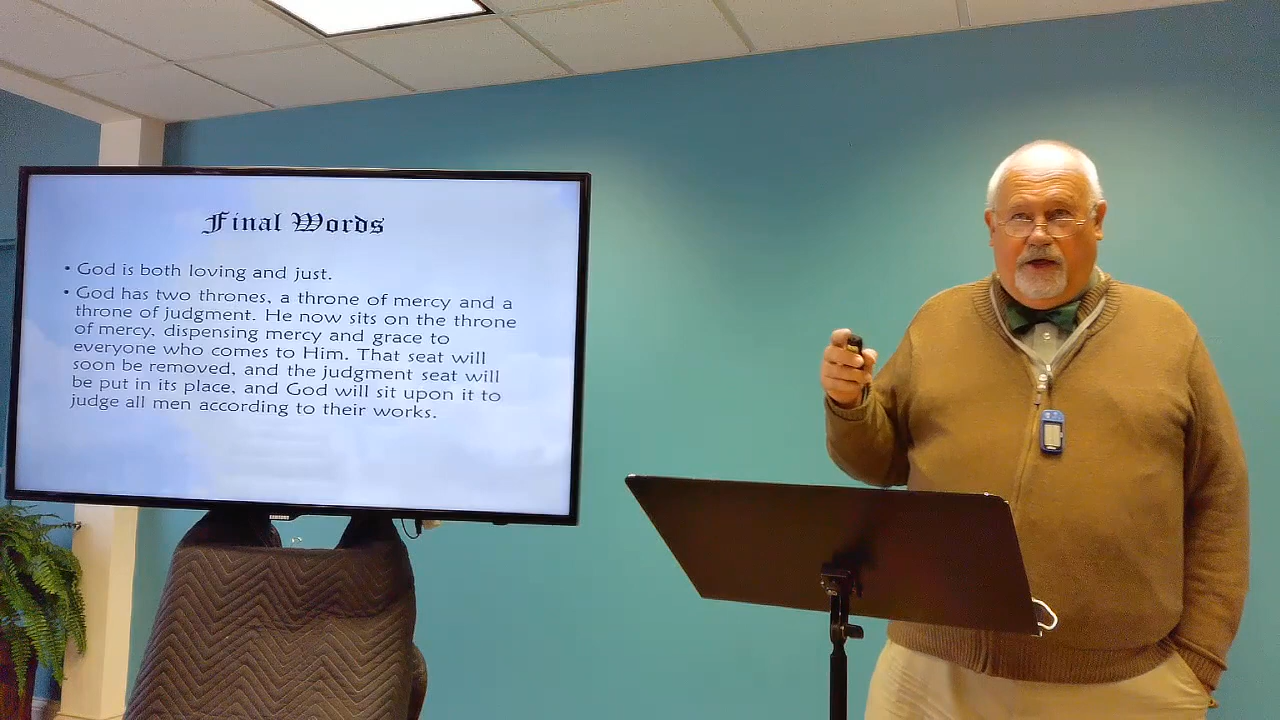 Final Words
• God is both loving and just.
• God has two thrones, a throne of mercy and a
throne of judgment. He now sits on the throne
of mercy, dispensing mercy and grace to
everyone who comes to Him. That seat will
soon be removed, and the judgment seat will
be put in its place, and God will sit upon it to
judge all men according to their works.
SAMSUNG